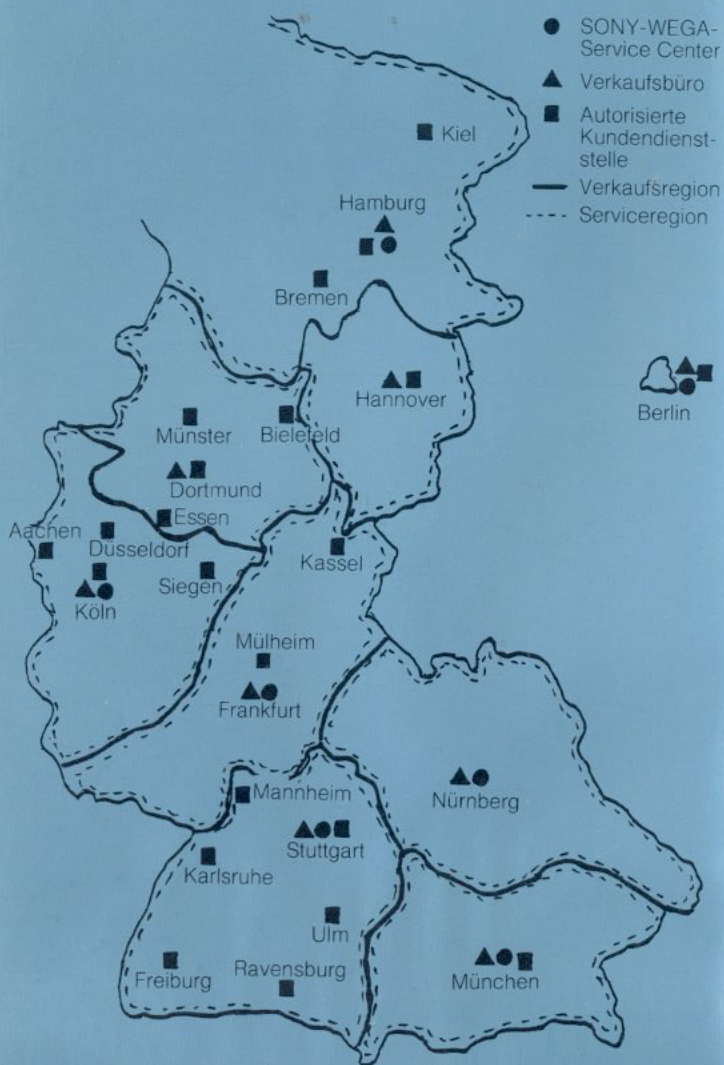 SONY-WEGA-
Service Center
Verkaufsbüro
Autorisierte
Kundendienst-
stelle
Verkaufsregion
Serviceregion
Kiel
Hamburg
Bremen
Hannover
Berlin
Münster
Bielefeld
Dortmund
Essen
Aachen
Düsseldorf
Siegen
Kassel
Köln
Mülheim
Frankfurt
Mannheim
Nürnberg
Stuttgart
Karlsruhe
Ulm
Freiburg
Ravensburg
München